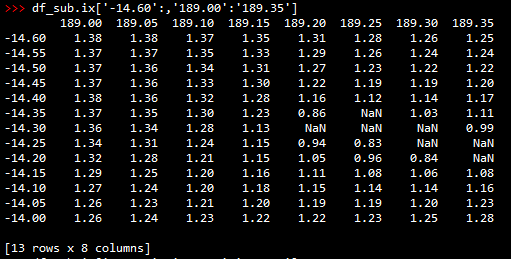 >>> df_sub.ix['-14.60':,'189.00':'189.35']
189.00 189.05 189.10 189.15 189.20 189.25 189.30 189.35
-14.60 1.38 1.38 1.37 1.35 1.31 1.28 1.26 1.25
-14.55 1.37 1.37 1.35 1.33 1.29 1.26 1.24 1.24
-14.50 1.37 1.36 1.34 1.31 1.27 1.23 1.22 1.22
-14.45 1.37 1.36 1.33 1.30 1.22 1.19 1.19 1.20
-14.40 1.38 1.36 1.32 1.28 1.16 1.12 1.14 1.17
-14.35 1.37 1.35 1.30 1.23 0.86 NaN 1.03 1.11
-14.30 1.36 1.34 1.28 1.13 NaN NaN NaN 0.99
-14.25 1.34 1.31 1.24 1.15 0.94 0.83 NaN NaN
-14.20 1.32 1.28 1.21 1.15 1.05 0.96 0.84 NaN
-14.15 1.29 1.25 1.20 1.16 1.11 1.08 1.06 1.08
-14.10 1.27 1.24 1.20 1.18 1.15 1.14 1.14 1.16
-14.05 1.26 1.23 1.21 1.20 1.19 1.19 1.20 1.23
-14.00 1.26 1.24 1.23 1.22 1.22 1.23 1.25 1.28
[13 rows x 8 columns]